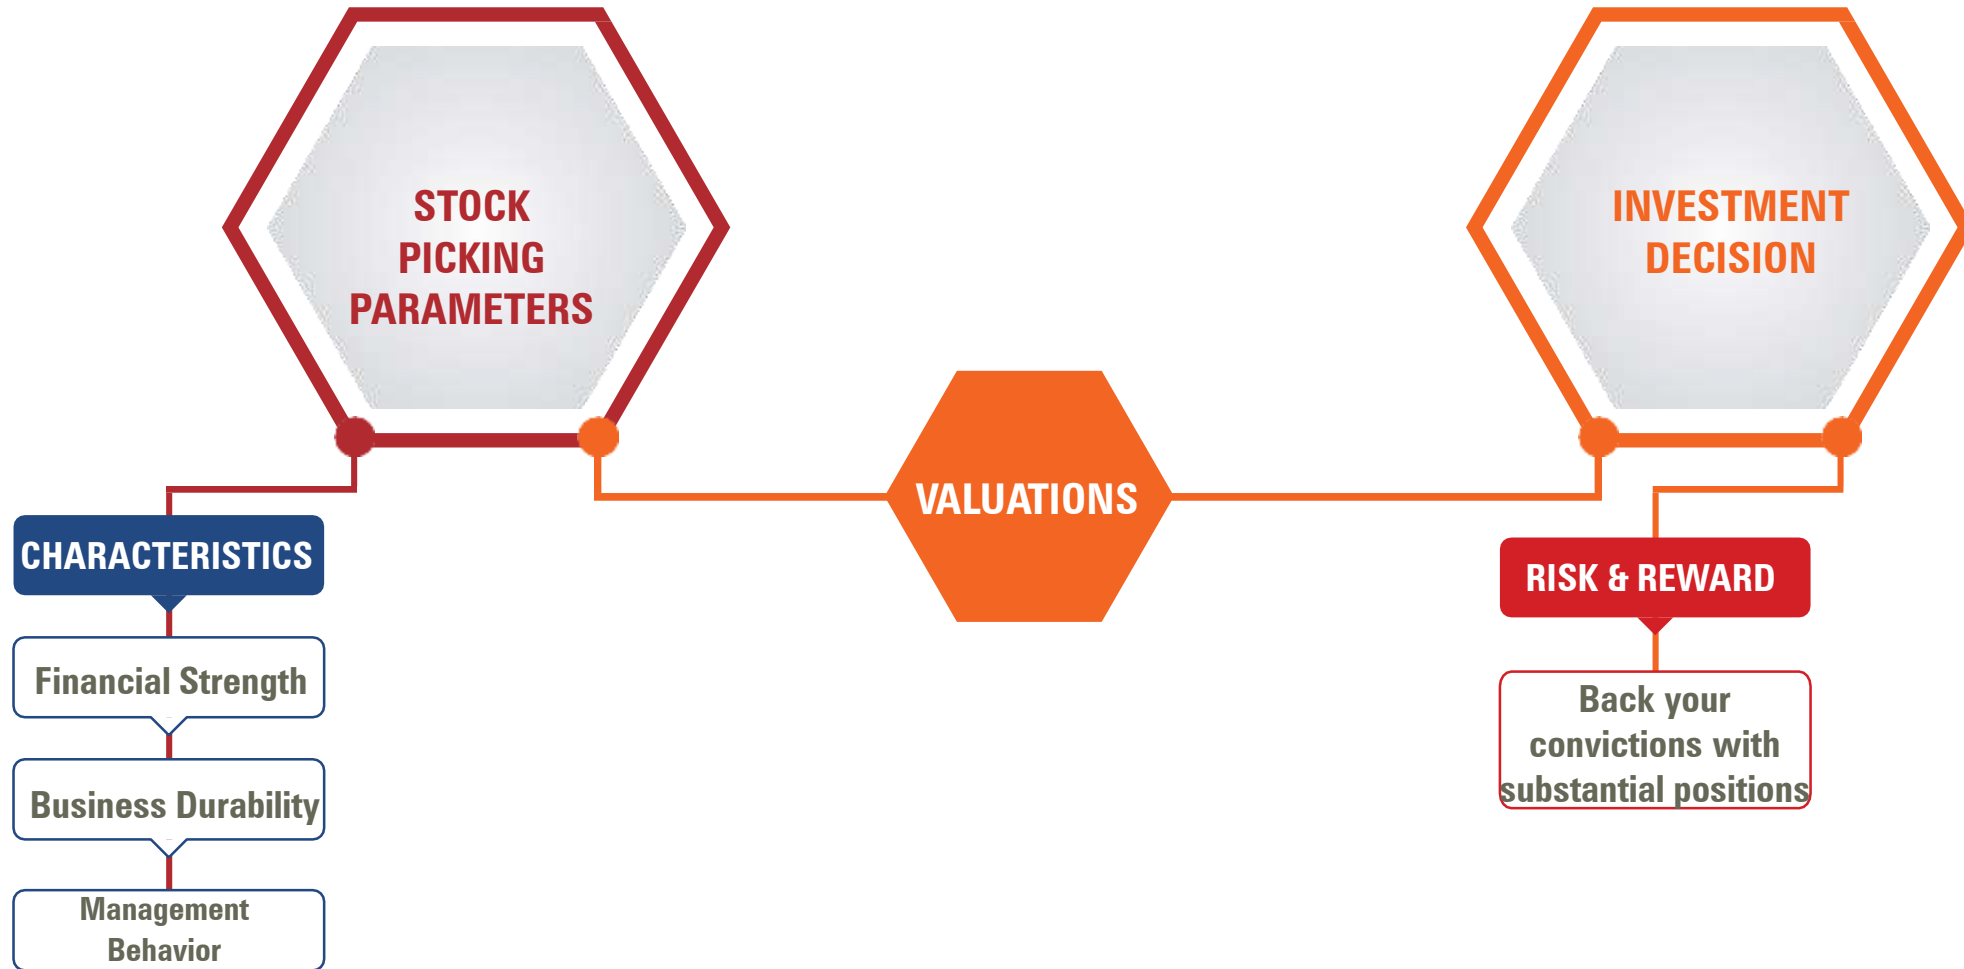 STOCK
PICKING
PARAMETERS
INVESTMENT
DECISION
VALUATIONS
CHARACTERISTICS
Financial Strength
Business Durability
Management
Behavior
RISK & REWARD
Back your
convictions with
substantial positions